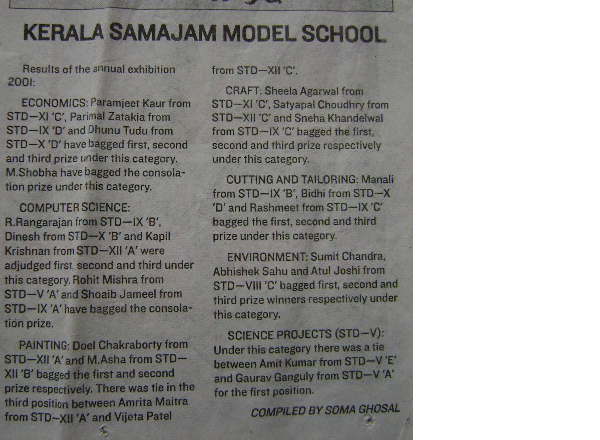 KERALA SAMAJAM MODEL SCHOOL
Results of the annual exhibition
2001:
ECONOMICS: Paramjeet Kaur from
STD—XI 'C', Parimal Zatakia from
STD—IX 'D' and Dhunu Tudu from
STD—X 'D' have bagged first, second
and third prize under this category.
M.Shobha have bagged the consola-
tion prize under this category.
COMPUTER SCIENCE:
R.Rangarajan from STD—IX 'B',
Dinesh from STD—X 'B' and Kapil
Krishnan from STD—XII 'A' were
adjudged first, second and third under
this category. Rohit Mishra from
STD—V 'A' and Shoaib Jameel from
STD—IX 'A' have bagged the consola-
tion prize.
PAINTING: Doel Chakraborty from
STD—XII 'A' and M.Asha from STD—
XII 'B' bagged the first and second
prize respectively. There was tie in the
third position between Amrita Maitra
from STD—XII 'A' and Vijeta Patel
from STD—XII 'C'.
CRAFT: Sheela Agarwal from
STD—XI 'C', Satyapal Choudhry from
STD—XII 'C' and Sneha Khandelwal
from STD—IX 'C' bagged the first,
second and third prize respectively
under this category.
CUTTING AND TAILORING: Manali
from STD—IX 'B', Bidhi from STD—X
'D' and Rashmeet from STD—IX 'C'
bagged the first, second and third
prize under this category.
ENVIRONMENT: Sumit Chandra,
Abhishek Sahu and Atul Joshi from
STD—VIII 'C' bagged first, second and
third prize winners respectively under
this category.
SCIENCE PROJECTS (STD—V):
Under this category there was a tie
between Amit Kumar from STD—V 'E'
and Gaurav Ganguly from STD—V 'A'
for the first position.
COMPILED BY SOMA GHOSAL